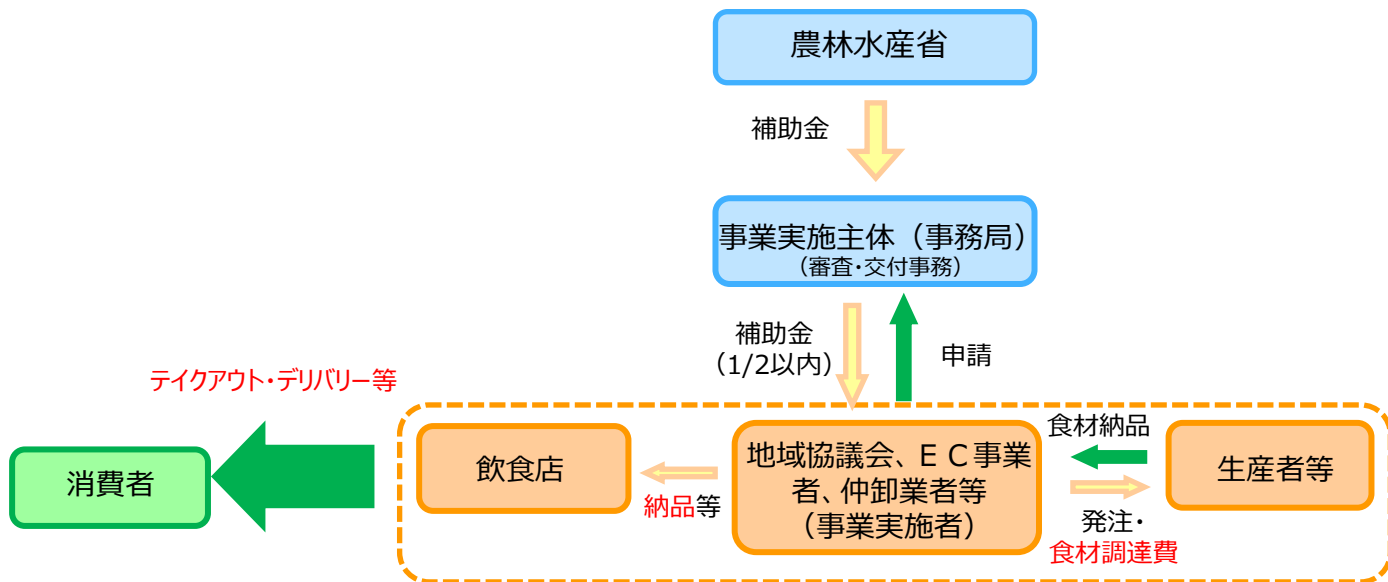 農林水産省
補助金
事業実施主体（事務局）
（審査・交付事務）
補助金
（1/2以内）
申請
テイクアウト・デリバリー等
消費者
飲食店
納品等
地域協議会、ＥＣ事業
者、仲卸業者等
（事業実施者）
食材納品
発注・
食材調達費
生産者等